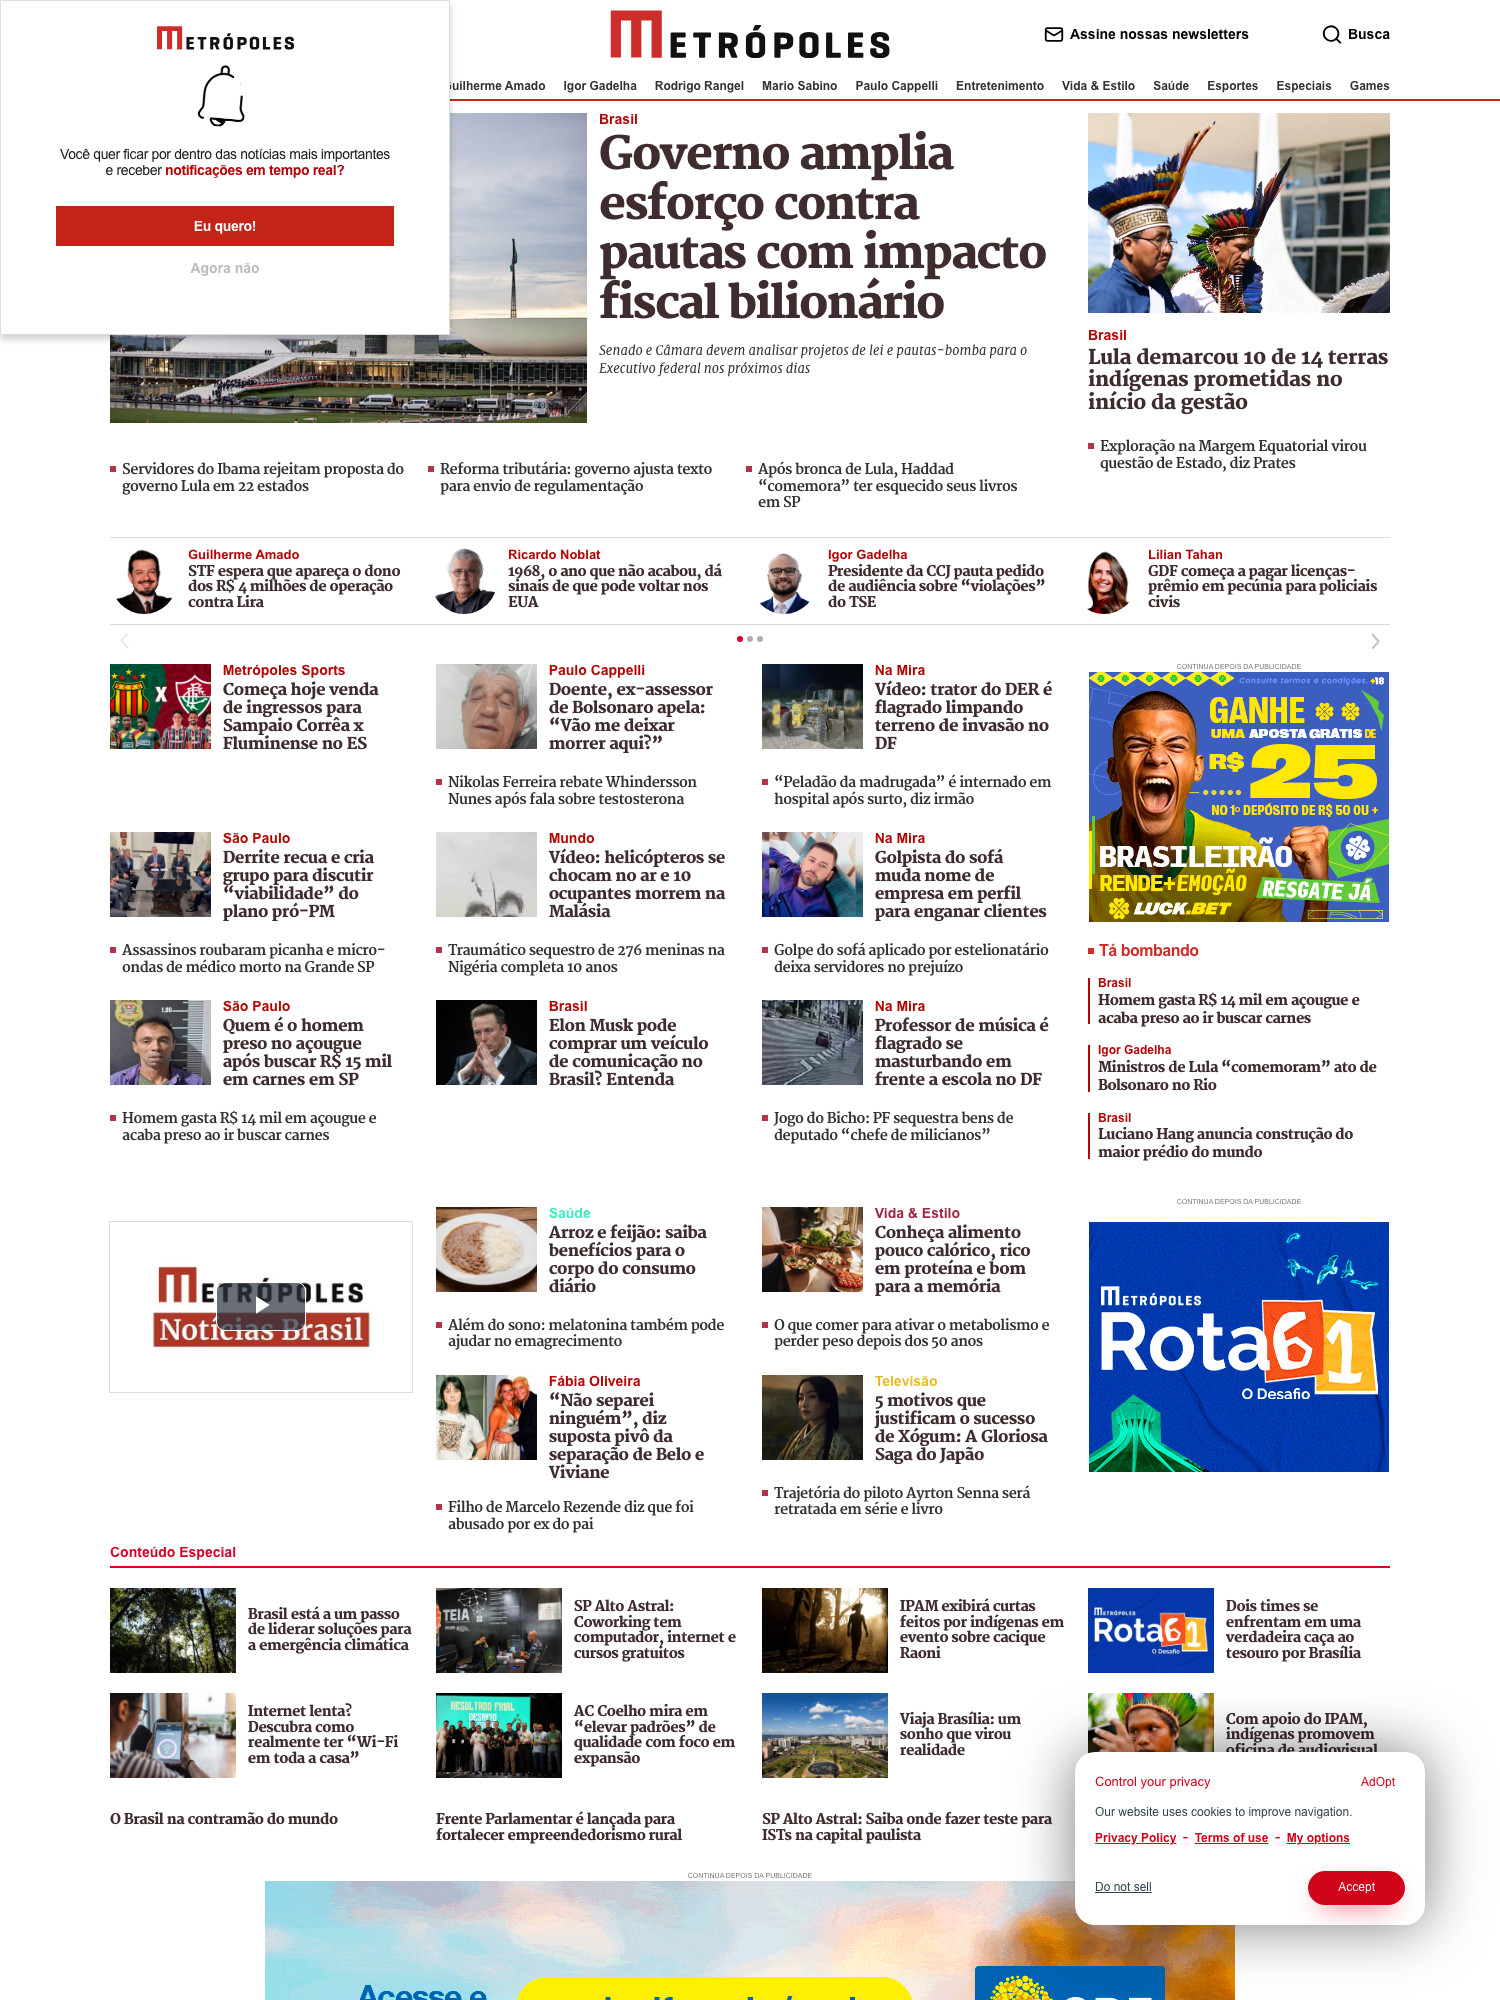 METRÓPOLES
Você quer ficar por dentro das notícias mais importantes
e receber notificações em tempo real?
Eu quero!
Agora não
METRÓPOLES
Assine nossas newsletters
Busca
Guilherme Amado Igor Gadelha Rodrigo Rangel Mario Sabino Paulo Cappelli Entretenimento Vida & Estilo Saúde Esportes Especiais Games
Brasil
Governo amplia
esforço contra
pautas com impacto
fiscal bilionário
Senado e Câmara devem analisar projetos de lei e pautas-bomba para o
Executivo federal nos próximos dias
Brasil
Lula demarcou 10 de 14 terras
indígenas prometidas no
início da gestão
Exploração na Margem Equatorial virou
questão de Estado, diz Prates
Servidores do Ibama rejeitam proposta do
governo Lula em 22 estados
Reforma tributária: governo ajusta texto
para envio de regulamentação
Após bronca de Lula, Haddad
“comemora” ter esquecido seus livros
em SP
Guilherme Amado
STF espera que apareça o dono
dos R$ 4 milhões de operação
contra Lira
Ricardo Noblat
1968, o ano que não acabou, dá
sinais de que pode voltar nos
EUA
Igor Gadelha
Presidente da CCJ pauta pedido
de audiência sobre “violações”
do TSE
Lilian Tahan
GDF começa a pagar licenças-
prêmio em pecúnia para policiais
civis
Metrópoles Sports
Começa hoje venda
de ingressos para
Sampaio Corrêa x
Fluminense no ES
X
Paulo Cappelli
Doente, ex-assessor
de Bolsonaro apela:
“Vão me deixar
morrer aqui?”
Nikolas Ferreira rebate Whindersson
Nunes após fala sobre testosterona
Na Mira
Vídeo: trator do DER é
flagrado limpando
terreno de invasão no
DF
“Peladão da madrugada” é internado em
hospital após surto, diz irmão
CONTINUA DEPOIS DA PUBLICIDADE
Consulte termos e condições. +18
GANHE
UMA APOSTA GRÁTIS DE
R$ 25
NO 1º DEPÓSITO DE R$ 50 OU +
BRASILEIRÃO
RENDE+EMOÇÃO
RESGATE JÁ
LUCK.BET
São Paulo
Derrite recua e cria
grupo para discutir
“viabilidade” do
plano pró-PM
Assassinos roubaram picanha e micro-
ondas de médico morto na Grande SP
Mundo
Vídeo: helicópteros se
chocam no ar e 10
ocupantes morrem na
Malásia
Traumático sequestro de 276 meninas na
Nigéria completa 10 anos
Na Mira
Golpista do sofá
muda nome de
empresa em perfil
para enganar clientes
Golpe do sofá aplicado por estelionatário
deixa servidores no prejuízo
Tá bombando
Brasil
Homem gasta R$ 14 mil em açougue e
acaba preso ao ir buscar carnes
Igor Gadelha
Ministros de Lula “comemoram” ato de
Bolsonaro no Rio
Brasil
Luciano Hang anuncia construção do
maior prédio do mundo
São Paulo
Quem é o homem
preso no açougue
após buscar R$ 15 mil
em carnes em SP
Homem gasta R$ 14 mil em açougue e
acaba preso ao ir buscar carnes
Brasil
Elon Musk pode
comprar um veículo
de comunicação no
Brasil? Entenda
Na Mira
Professor de música é
flagrado se
masturbando em
frente a escola no DF
Jogo do Bicho: PF sequestra bens de
deputado “chefe de milicianos”
CONTINUA DEPOIS DA PUBLICIDADE
METRÓPOLES
Notícias Brasil
Saúde
Arroz e feijão: saiba
benefícios para o
corpo do consumo
diário
Além do sono: melatonina também pode
ajudar no emagrecimento
Vida & Estilo
Conheça alimento
pouco calórico, rico
em proteína e bom
para a memória
O que comer para ativar o metabolismo e
perder peso depois dos 50 anos
METRÓPOLES
Rota61
O Desafio
Fábia Oliveira
“Não separei
ninguém”, diz
suposta pivô da
separação de Belo e
Viviane
Filho de Marcelo Rezende diz que foi
abusado por ex do pai
Televisão
5 motivos que
justificam o sucesso
de Xógum: A Gloriosa
Saga do Japão
Trajetória do piloto Ayrton Senna será
retratada em série e livro
Conteúdo Especial
Brasil está a um passo
de liderar soluções para
a emergência climática
TEIA
SP Alto Astral:
Coworking tem
computador, internet e
cursos gratuitos
IPAM exibirá curtas
feitos por indígenas em
evento sobre cacique
Raoni
METRÓPOLES
Rota61
O Desafio
Dois times se
enfrentam em uma
verdadeira caça ao
tesouro por Brasília
Internet lenta?
Descubra como
realmente ter “Wi-Fi
em toda a casa”
RESULTADO FINAL
DESAFIO
AC Coelho mira em
“elevar padrões” de
qualidade com foco em
expansão
Viaja Brasília: um
sonho que virou
realidade
Com apoio do IPAM,
indígenas promovem
oficina de audiovisual
O Brasil na contramão do mundo
Frente Parlamentar é lançada para
fortalecer empreendedorismo rural
SP Alto Astral: Saiba onde fazer teste para
ISTs na capital paulista
Control your privacy
AdOpt
Our website uses cookies to improve navigation.
Privacy Policy - Terms of use - My options
Do not sell
Accept
CONTINUA DEPOIS DA PUBLICIDADE
Acesse e